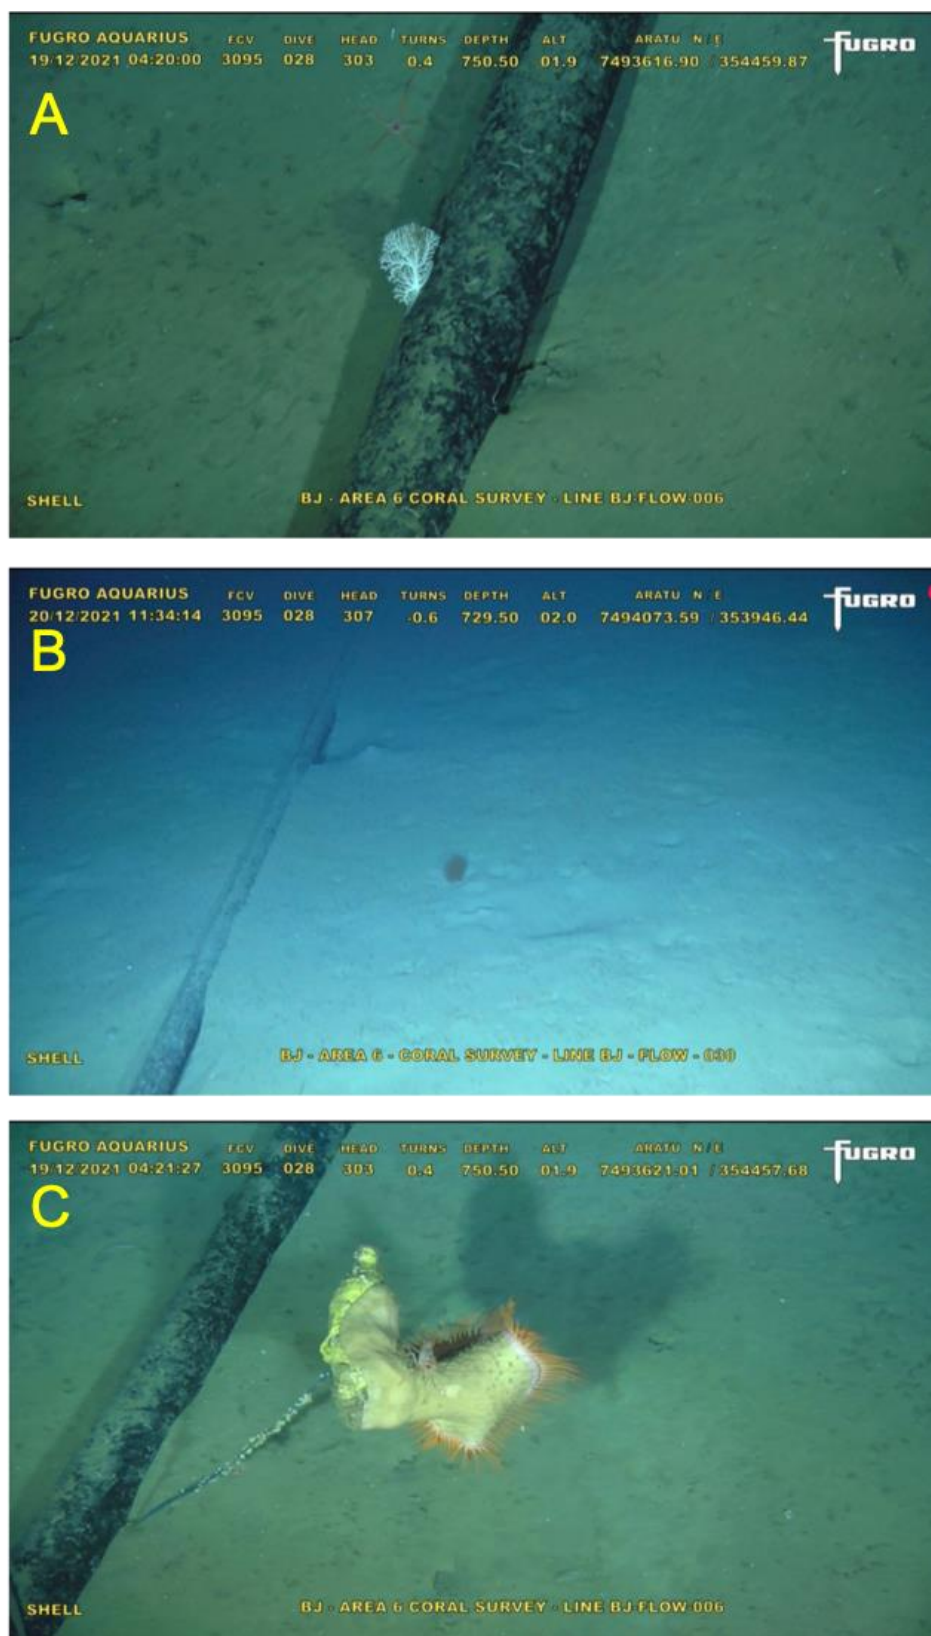 FUGRO AQUARIUS FCV DIVE HEAD TURNS DEPTH ALT ARATU N / E FUGRO
19/12/2021 04:20:00 3095 028 303 0.4 750.50 01.9 7493616.90 / 354459.87
A
SHELL BJ - AREA 6 CORAL SURVEY - LINE BJ-FLOW-006
FUGRO AQUARIUS FCV DIVE HEAD TURNS DEPTH ALT ARATU N / E FUGRO
20/12/2021 11:34:14 3095 028 307 -0.6 729.50 02.0 7494073.59 / 353946.44
B
SHELL BJ - AREA 6 - CORAL SURVEY - LINE BJ - FLOW - 030
FUGRO AQUARIUS FCV DIVE HEAD TURNS DEPTH ALT ARATU N / E FUGRO
19/12/2021 04:21:27 3095 028 303 0.4 750.50 01.9 7493621.01 / 354457.68
C
SHELL BJ - AREA 6 CORAL SURVEY - LINE BJ-FLOW-006